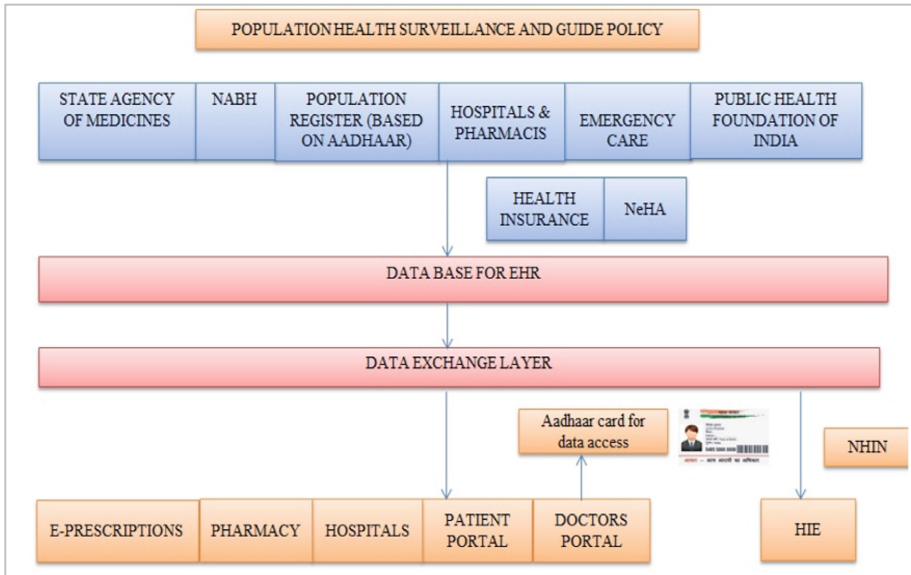 POPULATION HEALTH SURVEILLANCE AND GUIDE POLICY
STATE AGENCY
OF MEDICINES
NABH
POPULATION
REGISTER (BASED
ON AADHAAR)
HOSPITALS &
PHARMACIS
EMERGENCY
CARE
PUBLIC HEALTH
FOUNDATION OF
INDIA
HEALTH
INSURANCE
NeHA
DATA BASE FOR EHR
DATA EXCHANGE LAYER
Aadhaar card for
data access
NHIN
E-PRESCRIPTIONS
PHARMACY
HOSPITALS
PATIENT
PORTAL
DOCTORS
PORTAL
HIE